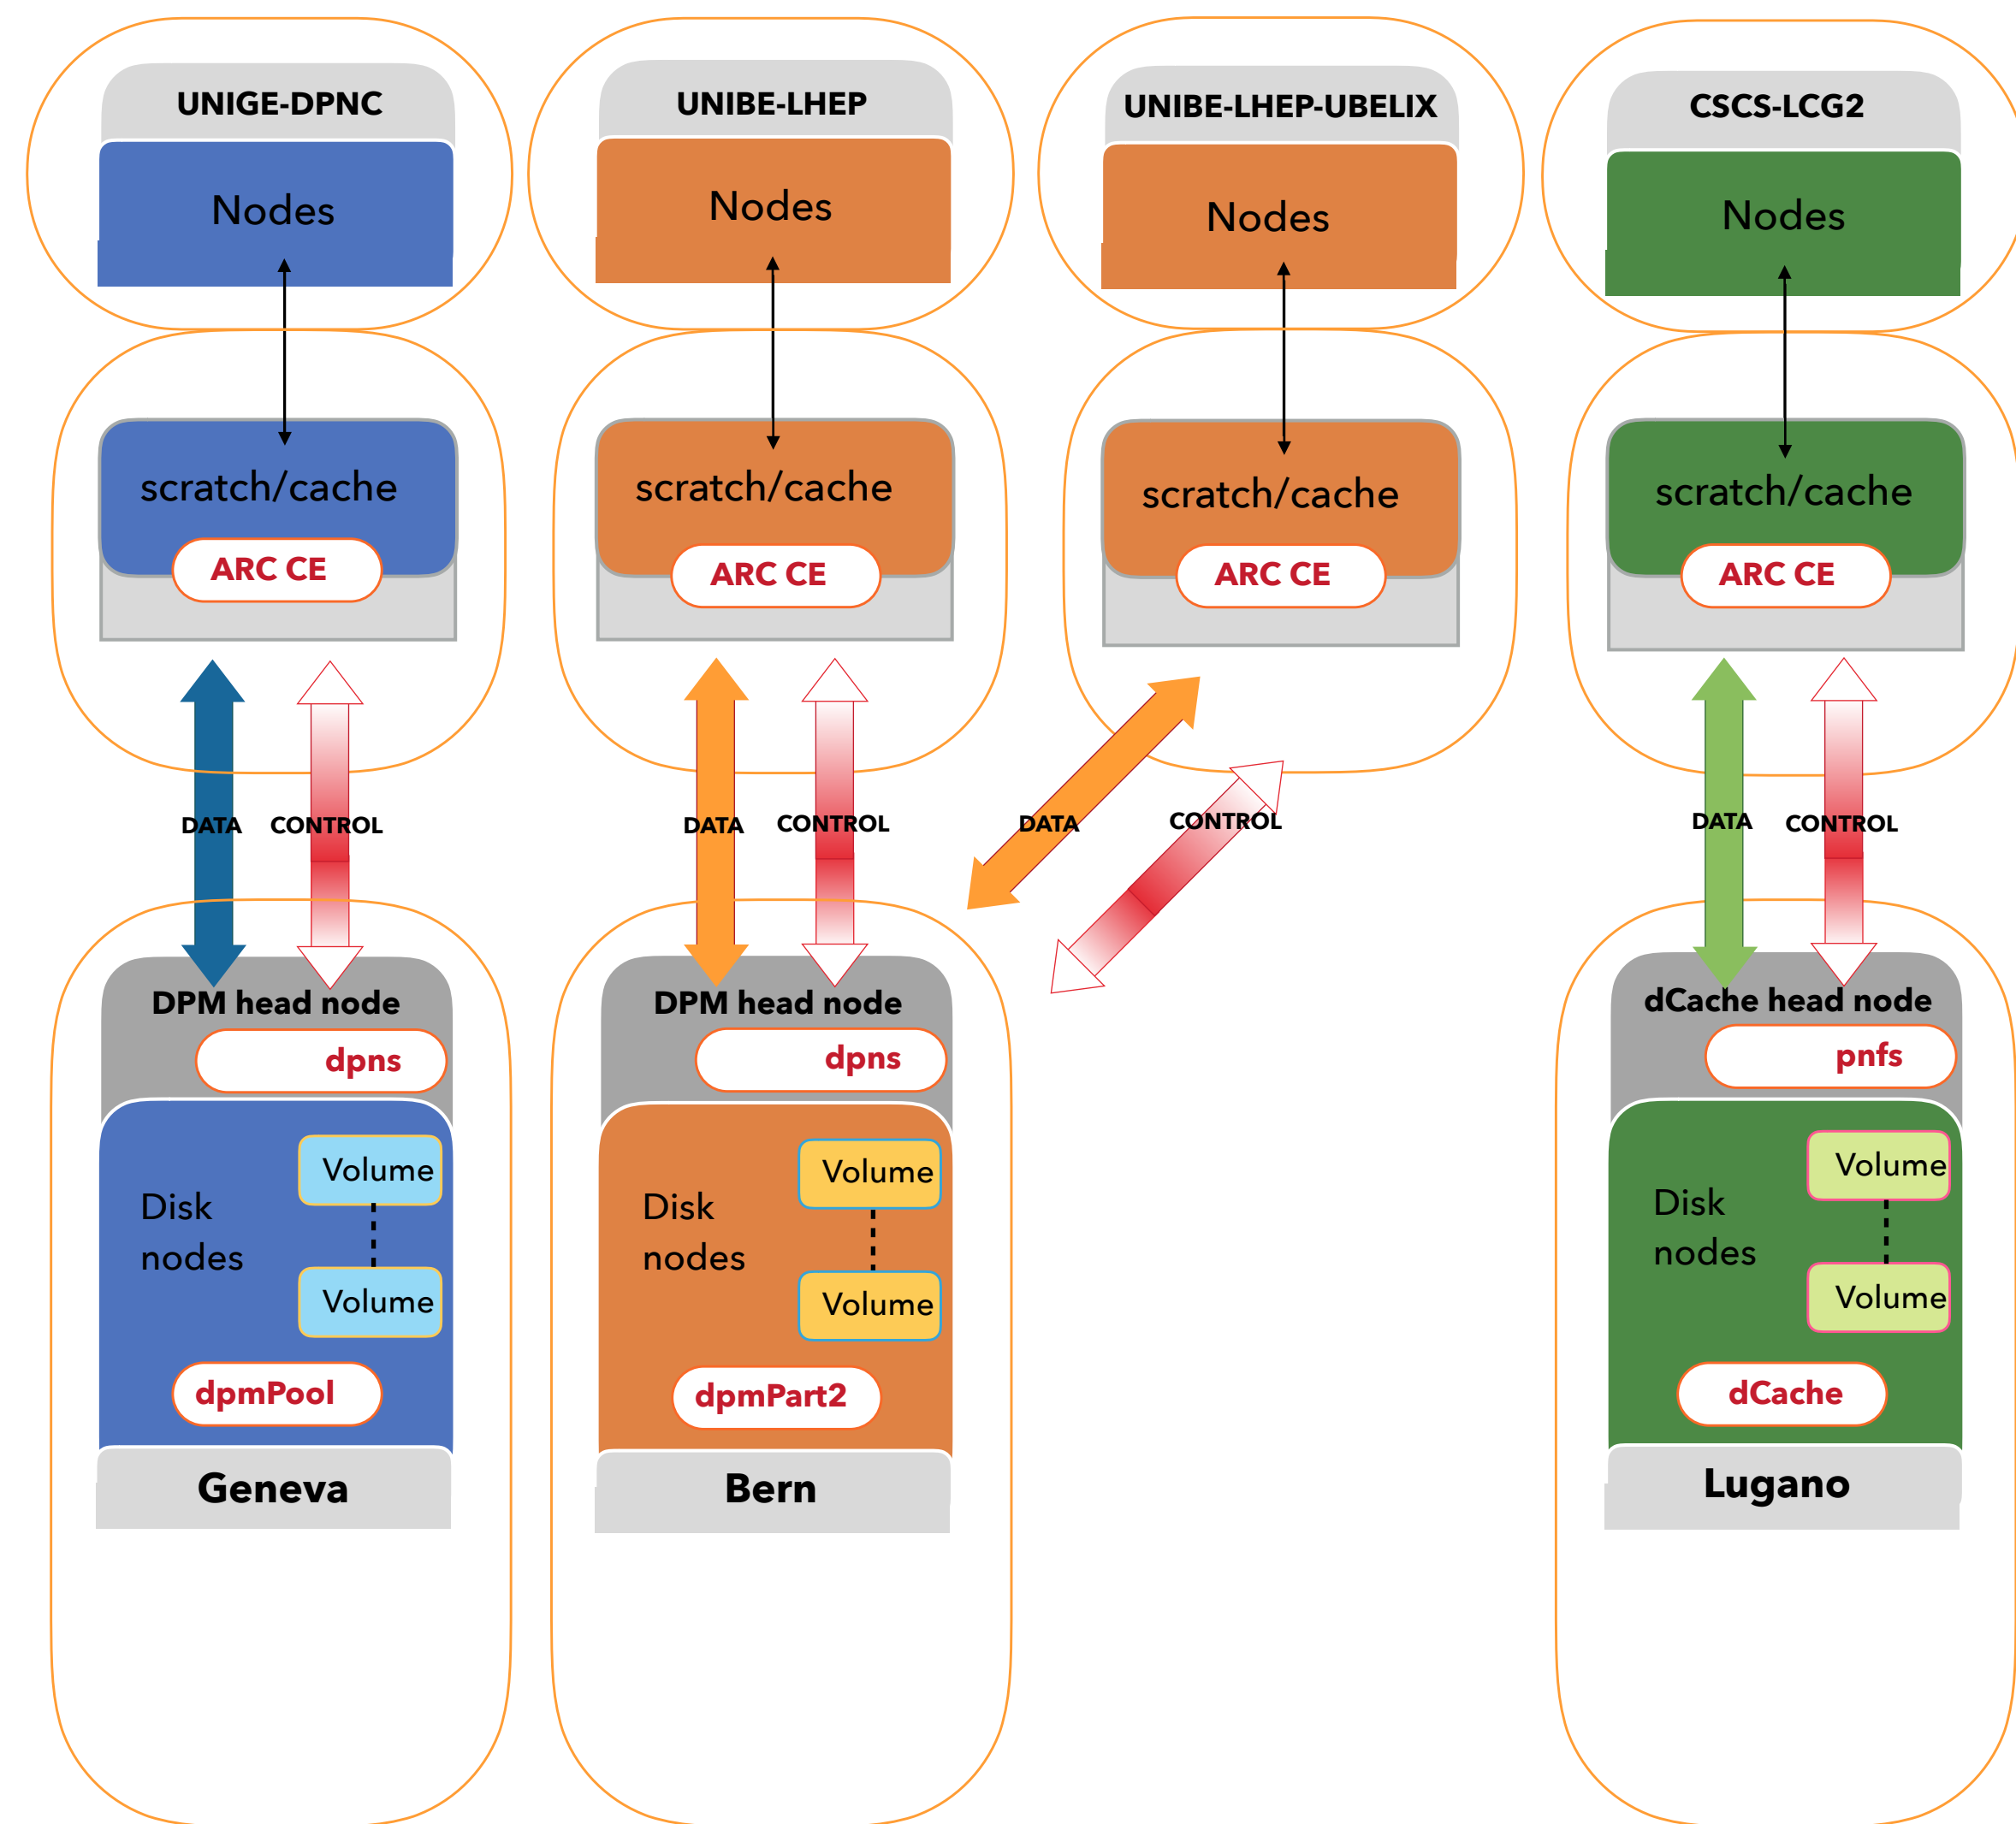 UNIGE-DPNC
UNIBE-LHEP
UNIBE-LHEP-UBELIX
CSCS-LCG2
Nodes
Nodes
Nodes
Nodes
scratch/cache
scratch/cache
scratch/cache
scratch/cache
ARC CE
ARC CE
ARC CE
ARC CE
DATA
CONTROL
DATA
CONTROL
DATA
CONTROL
DATA
CONTROL
DPM head node
DPM head node
dCache head node
dpns
dpns
pnfs
Volume
Volume
Volume
Disk
nodes
Disk
nodes
Disk
nodes
Volume
Volume
Volume
dpmPool
dpmPart2
dCache
Geneva
Bern
Lugano